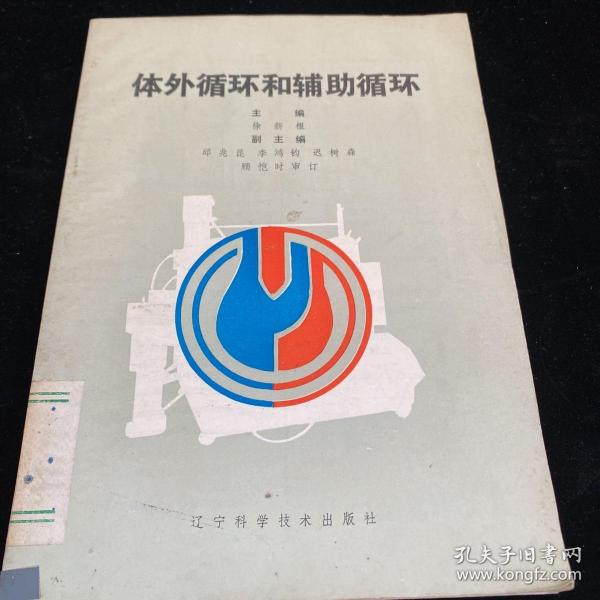 体外循环和辅助循环
主 编
徐新根
副主编
邱兆昆 李鸿钧 迟树森
顾恺时审订
辽宁科学技术出版社
孔夫子旧书网
www.kongfz.com